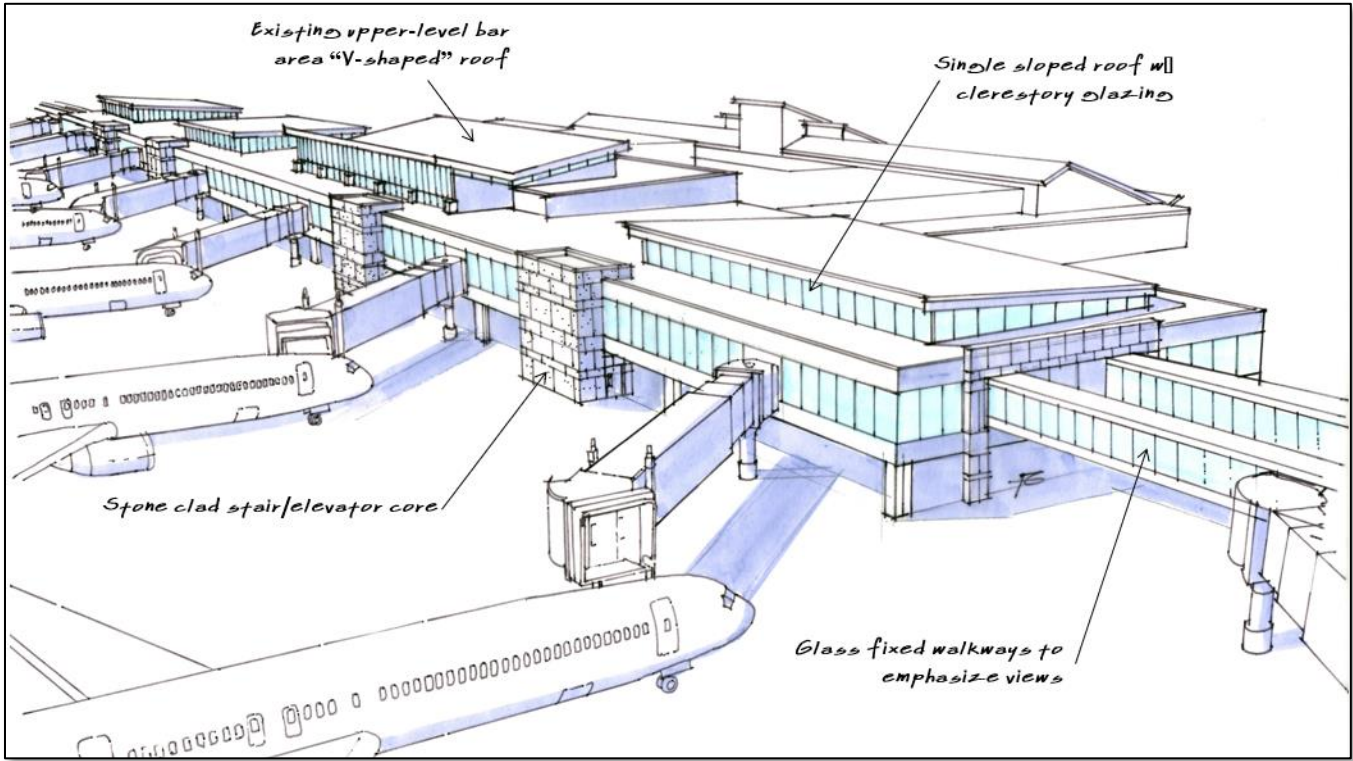 Existing upper-level bar
area “V-shaped” roof
Single sloped roof w▯
clerestory glazing
Stone clad stair/elevator core
Glass fixed walkways to
emphasize views